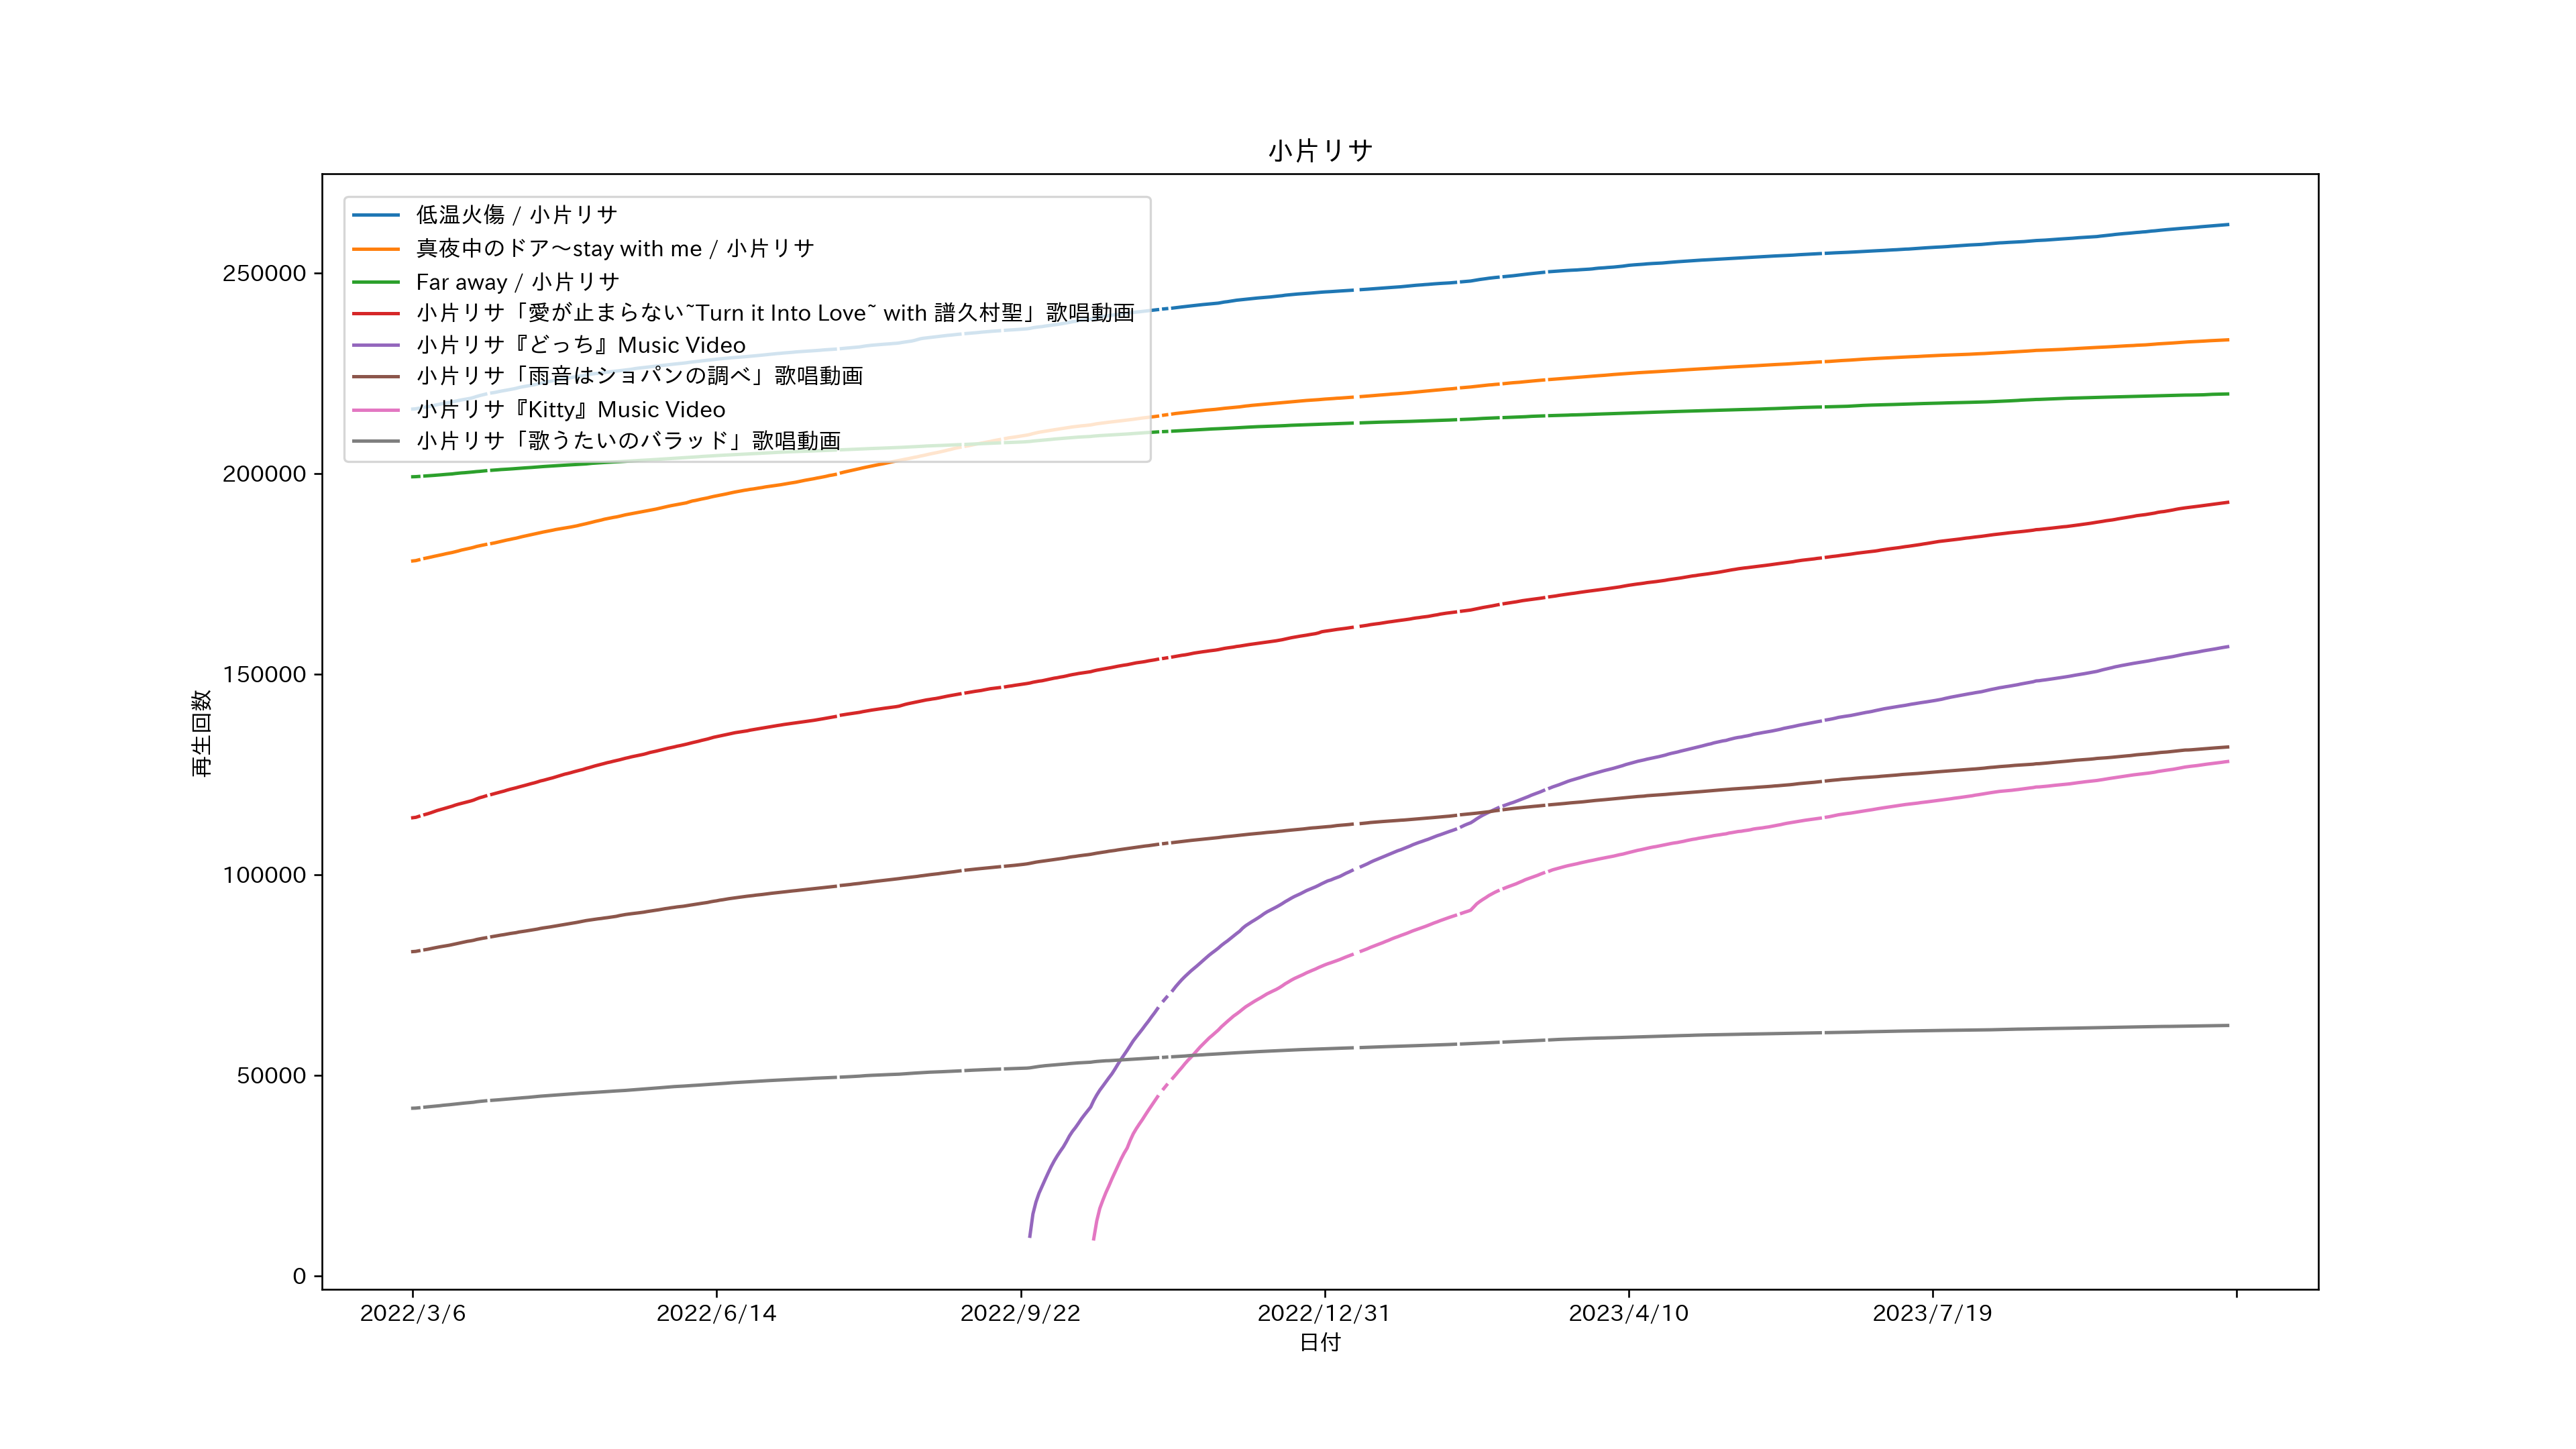 小片リサ
低温火傷 / 小片リサ
真夜中のドア〜stay with me / 小片リサ
Far away / 小片リサ
小片リサ「愛が止まらない~Turn it Into Love~ with 譜久村聖」歌唱動画
小片リサ『どっち』Music Video
小片リサ「雨音はショパンの調べ」歌唱動画
小片リサ『Kitty』Music Video
小片リサ「歌うたいのバラッド」歌唱動画
再生回数
250000
200000
150000
100000
50000
0
2022/3/6 2022/6/14 2022/9/22 2022/12/31 2023/4/10 2023/7/19
日付